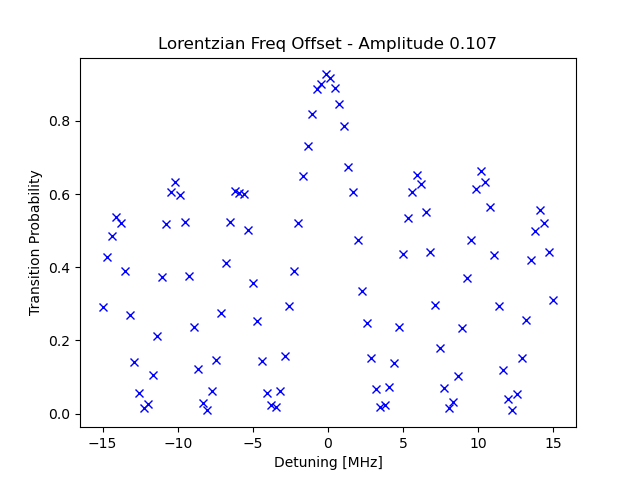 Lorentzian Freq Offset - Amplitude 0.107
Transition Probability
0.8
0.6
0.4
0.2
0.0
−15 −10 −5 0 5 10 15
Detuning [MHz]